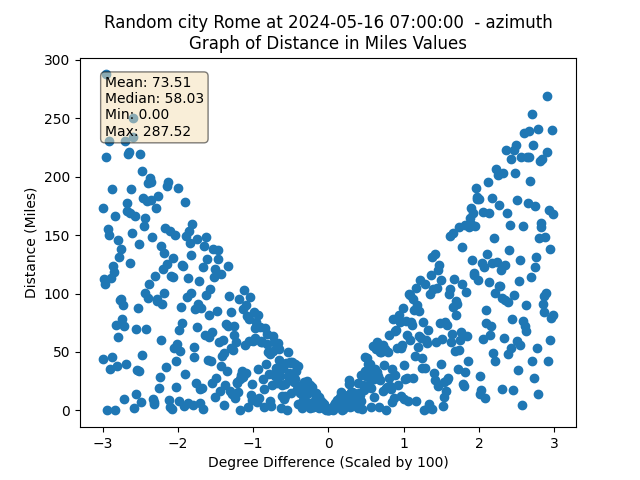 Random city Rome at 2024-05-16 07:00:00  - azimuth
Graph of Distance in Miles Values
300
250
200
150
100
50
0
Distance (Miles)
Mean: 73.51
Median: 58.03
Min: 0.00
Max: 287.52
−3
−2
−1
0
1
2
3
Degree Difference (Scaled by 100)